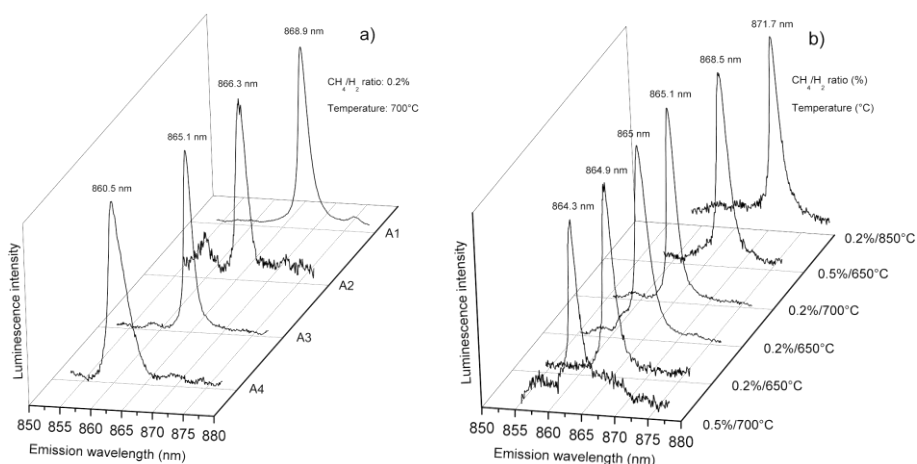 a)
868.9 nm
866.3 nm
865.1 nm
860.5 nm
CH4/H2 ratio: 0.2%
Temperature: 700°C
A1
A2
A3
A4
Luminescence intensity
850 855 860 865 870 875 880
Emission wavelength (nm)
b)
871.7 nm
868.5 nm
865.1 nm
865 nm
864.9 nm
864.3 nm
CH4/H2 ratio (%)
Temperature (°C)
0.2%/850°C
0.5%/650°C
0.2%/700°C
0.2%/650°C
0.2%/650°C
0.5%/700°C
Luminescence intensity
850 855 860 865 870 875 880
Emission wavelength (nm)